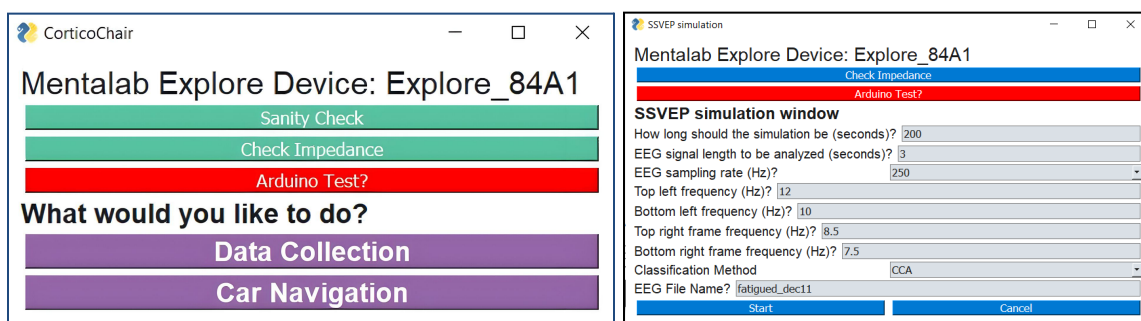 CorticoChair
Mentalab Explore Device: Explore_84A1
Sanity Check
Check Impedance
Arduino Test?
What would you like to do?
Data Collection
Car Navigation
SSVEP simulation
Mentalab Explore Device: Explore_84A1
Check Impedance
Arduino Test?
SSVEP simulation window
How long should the simulation be (seconds)? 200
EEG signal length to be analyzed (seconds)? 3
EEG sampling rate (Hz)? 250
Top left frequency (Hz)? 12
Bottom left frequency (Hz)? 10
Top right frame frequency (Hz)? 8.5
Bottom right frame frequency (Hz)? 7.5
Classification Method CCA
EEG File Name? fatigued_dec11
Start Cancel